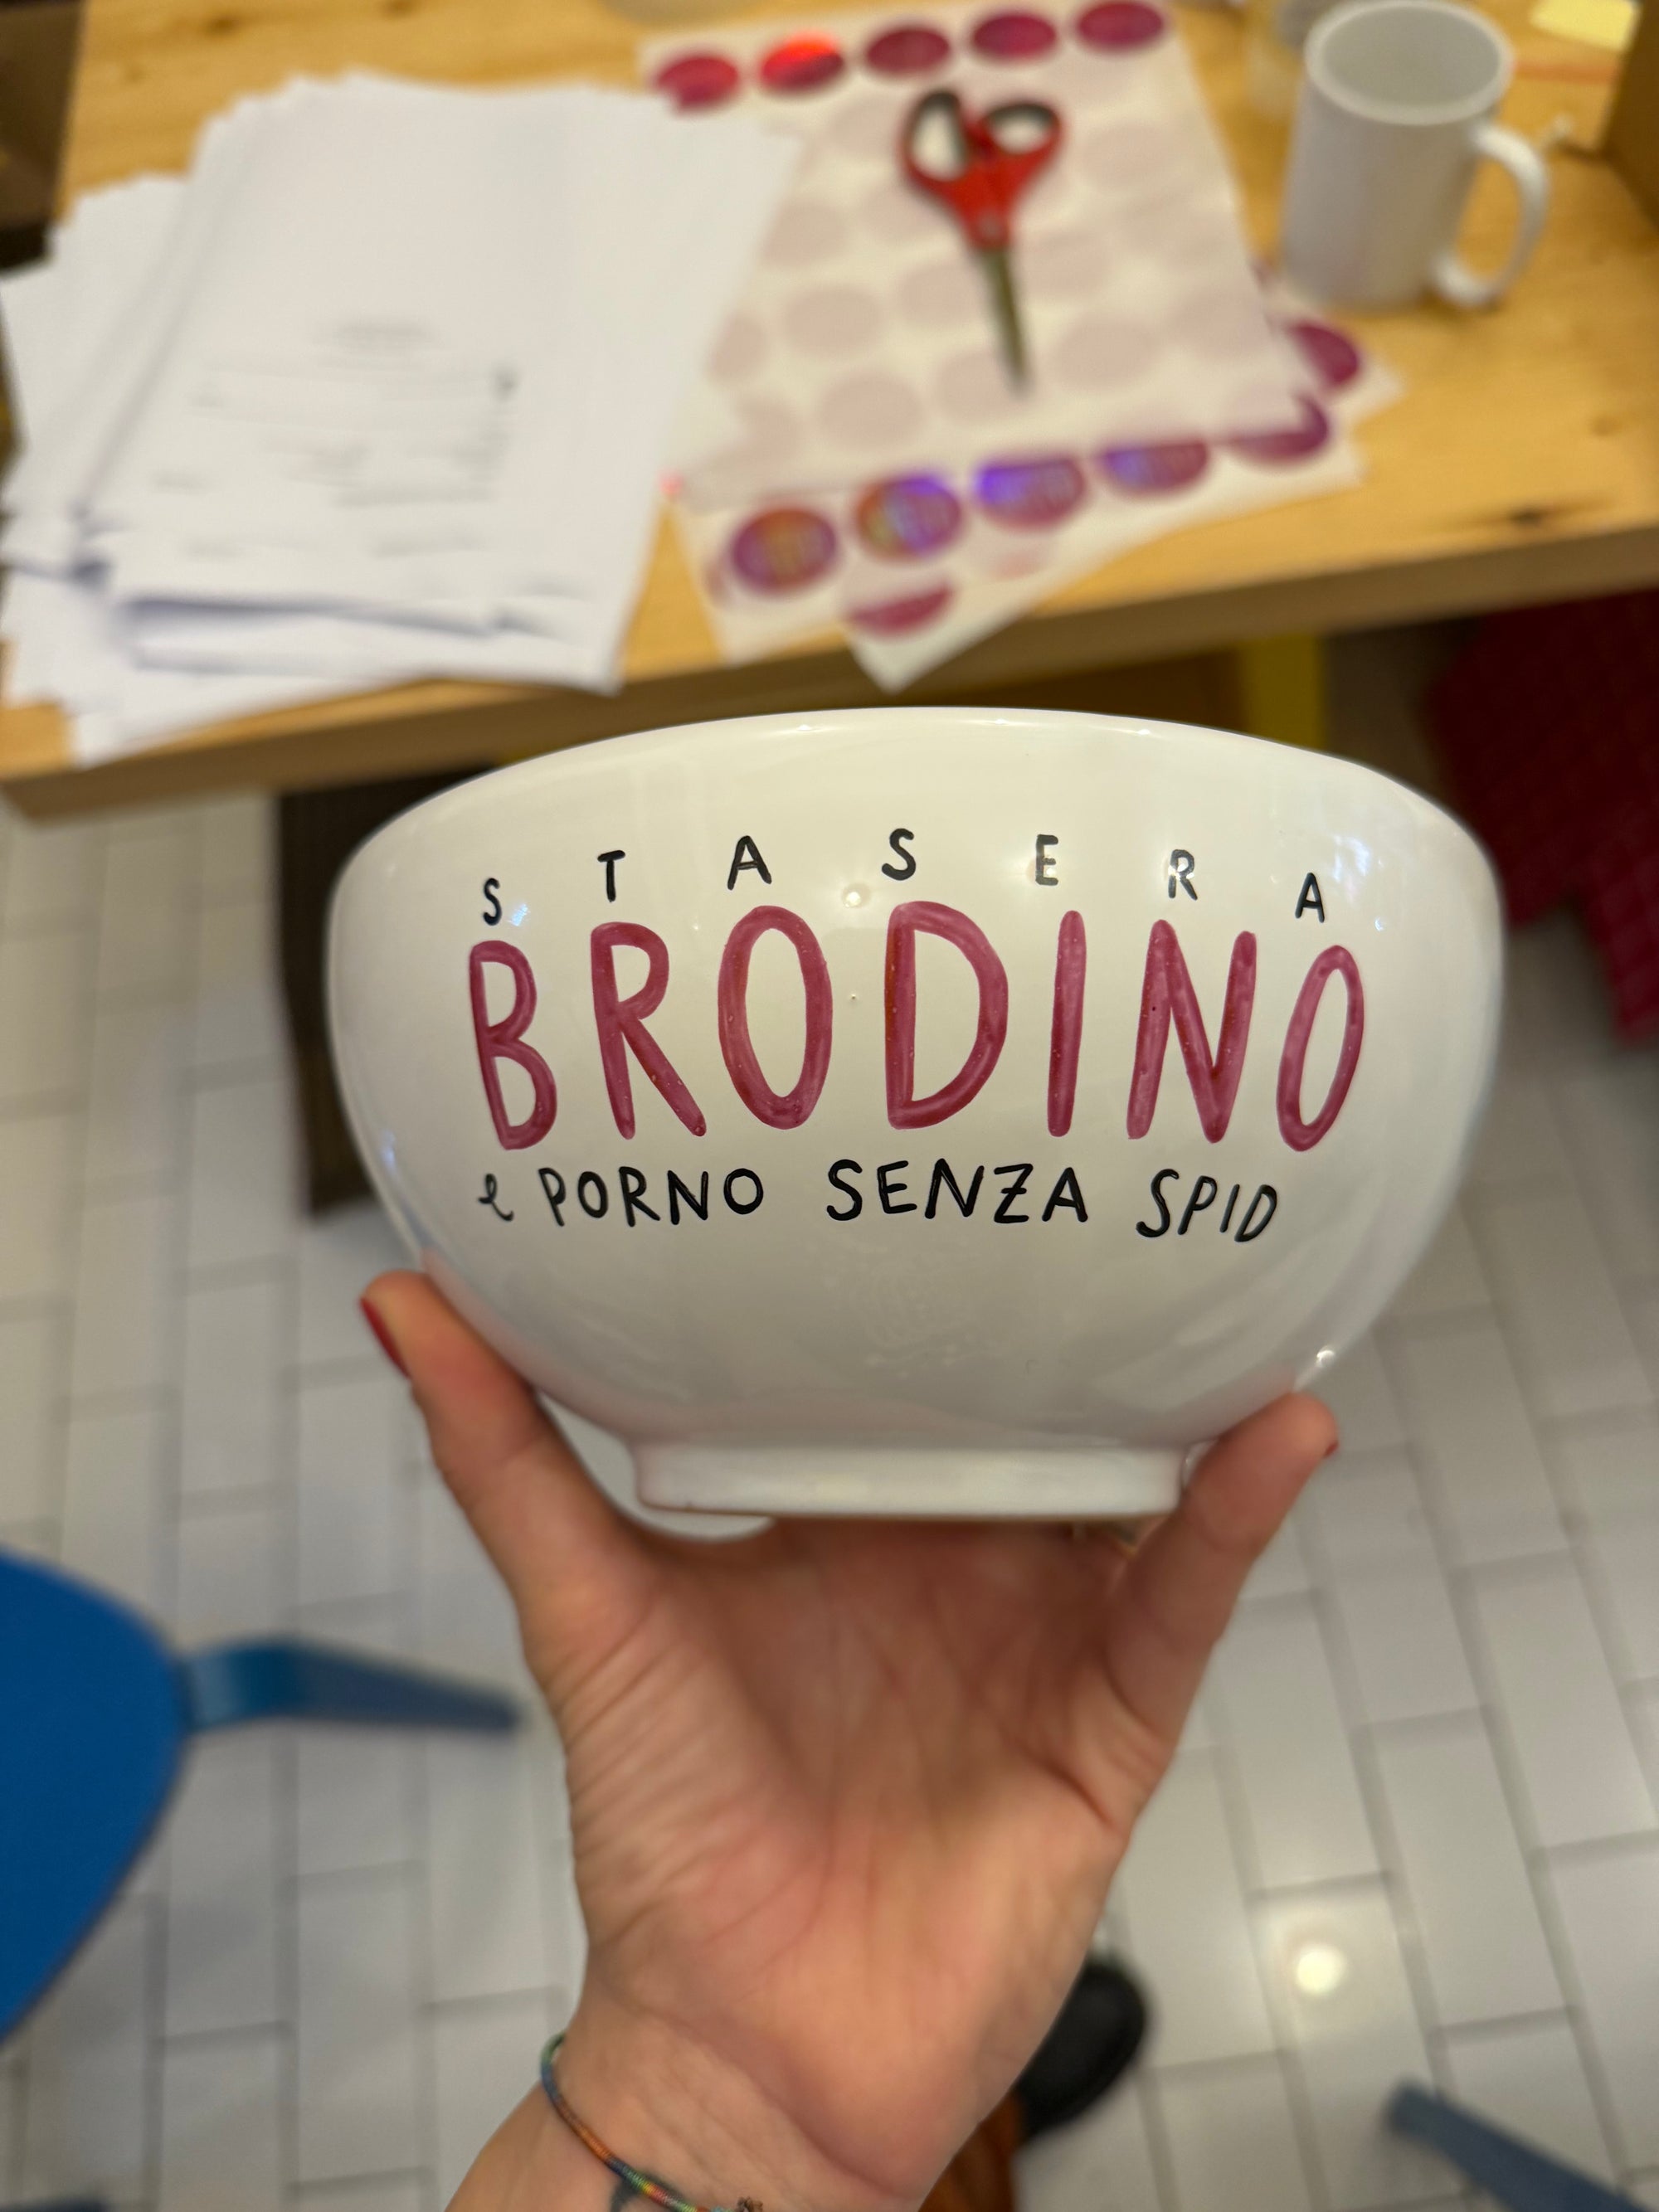 STASERA
BRODINO
e PORNO SENZA SPID